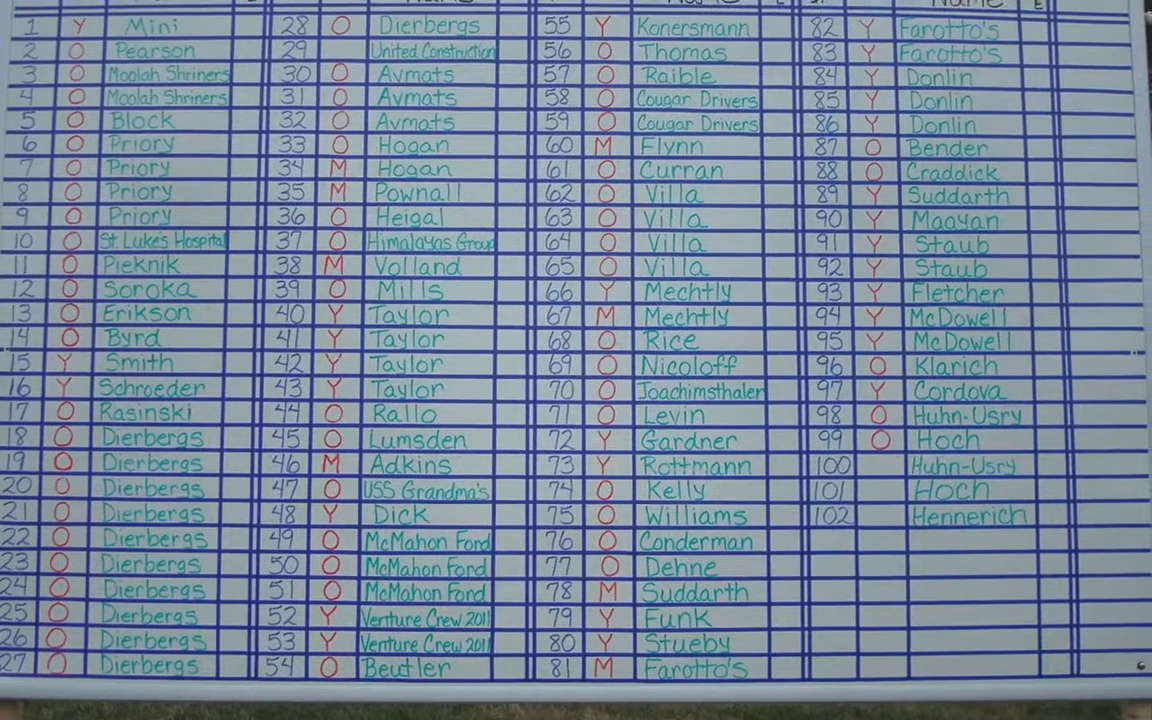 1 Y Mini 28 O Dierbergs 55 Y Konersmann 82 Y Farotto's
2 O Pearson 29 United Construction 56 O Thomas 83 Y Farotto's
3 O Moolah Shriners 30 O Avmats 57 O Raible 84 Y Donlin
4 O Moolah Shriners 31 O Avmats 58 O Cougar Drivers 85 Y Donlin
5 O Block 32 O Avmats 59 O Cougar Drivers 86 Y Donlin
6 O Priory 33 O Hogan 60 M Flynn 87 O Bender
7 O Priory 34 M Hogan 61 O Curran 88 O Craddick
8 O Priory 35 M Pownall 62 O Villa 89 Y Suddarth
9 O Priory 36 O Heigal 63 O Villa 90 Y Maayan
10 O St. Lukes Hospital 37 O Himalayas Group 64 O Villa 91 Y Staub
11 O Pieknik 38 M Volland 65 O Villa 92 Y Staub
12 O Soroka 39 O Mills 66 Y Mechtly 93 Y Fletcher
13 O Erikson 40 Y Taylor 67 M Mechtly 94 Y McDowell
14 O Byrd 41 Y Taylor 68 O Rice 95 Y McDowell
15 Y Smith 42 Y Taylor 69 O Nicoloff 96 O Klarich
16 Y Schroeder 43 Y Taylor 70 O Joachimsthaler 97 Y Cordova
17 O Rasinski 44 O Rallo 71 O Levin 98 O Huhn-Usry
18 O Dierbergs 45 O Lumsden 72 Y Gardner 99 O Hoch
19 O Dierbergs 46 M Adkins 73 Y Rottmann 100 Huhn-Usry
20 O Dierbergs 47 O USS Grandma's 74 O Kelly 101 Hoch
21 O Dierbergs 48 Y Dick 75 O Williams 102 Hennerich
22 O Dierbergs 49 O McMahon Ford 76 O Conderman
23 O Dierbergs 50 O McMahon Ford 77 O Dehne
24 O Dierbergs 51 O McMahon Ford 78 M Suddarth
25 O Dierbergs 52 Y Venture Crew 2011 79 Y Funk
26 O Dierbergs 53 Y Venture Crew 2011 80 Y Stueby
27 O Dierbergs 54 O Beutler 81 M Farotto's